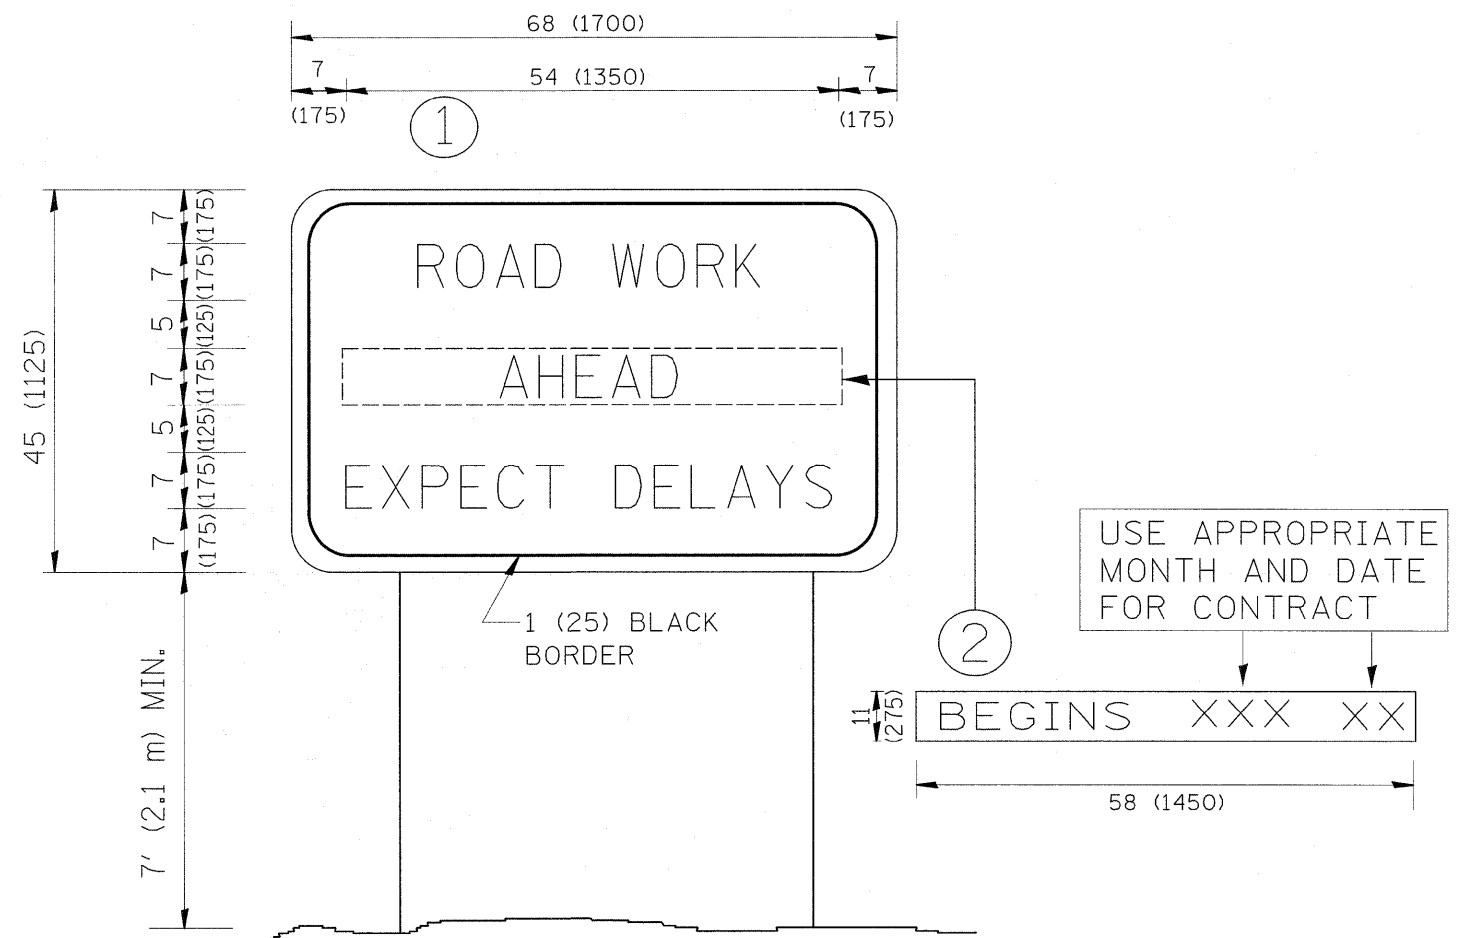 68 (1700)
7
54 (1350)
7
(175)
(175)
1
7
(175)
7
(175)
5
(125)
7
(175)
5
(125)
7
(175)
7
(175)
45 (1125)
ROAD WORK
AHEAD
EXPECT DELAYS
1 (25) BLACK
BORDER
7' (2.1 m) MIN.
2
USE APPROPRIATE
MONTH AND DATE
FOR CONTRACT
11
(275)
BEGINS XXX XX
58 (1450)